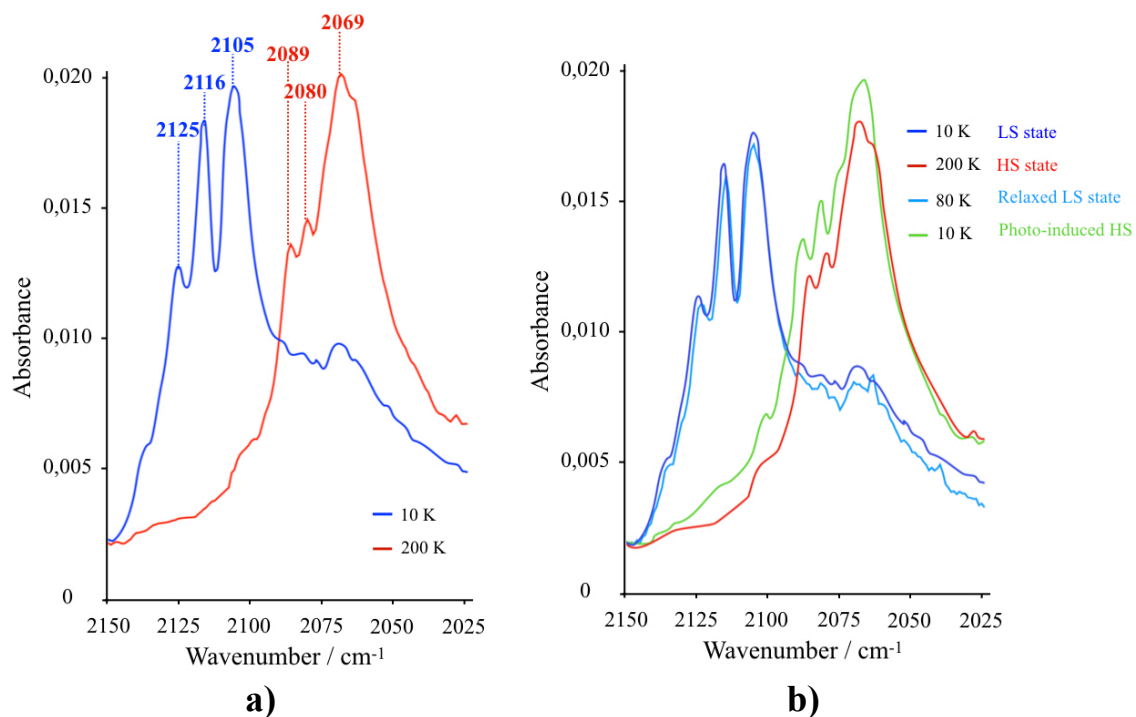 2125
2116
2105
2089
2080
2069
0,020
0,015
0,010
0,005
0
Absorbance
10 K
200 K
2150 2125 2100 2075 2050 2025
Wavenumber / cm-1
a)
0,020
0,015
0,010
0,005
0
Absorbance
10 K LS state
200 K HS state
80 K Relaxed LS state
10 K Photo-induced HS
2150 2125 2100 2075 2050 2025
Wavenumber / cm-1
b)